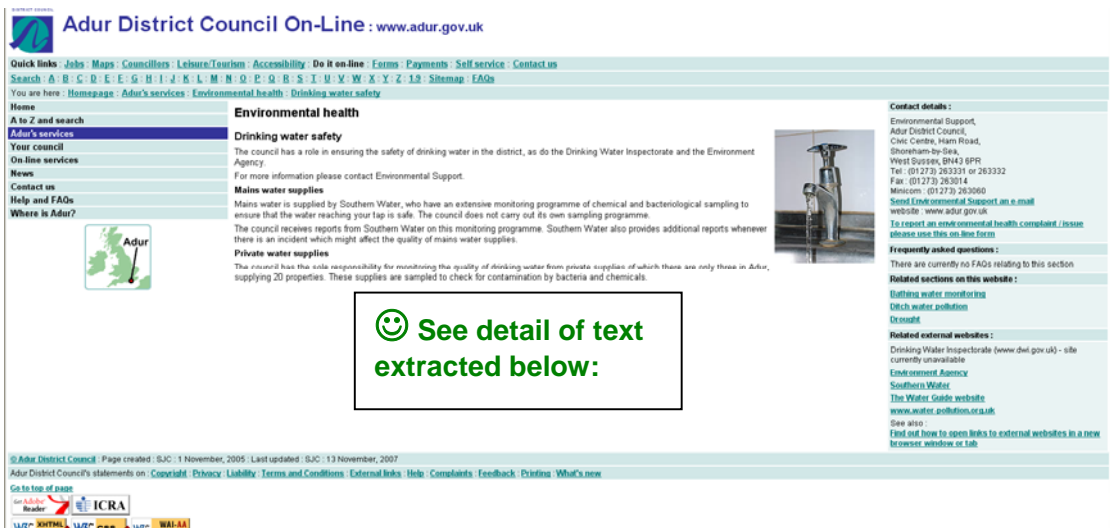 DISTRICT COUNCIL
Adur District Council On-Line : www.adur.gov.uk
Quick links : Jobs : Maps : Councillors : Leisure/Tourism : Accessibility : Do it on-line : Forms : Payments : Self service : Contact us
Search : A : B : C : D : E : F : G : H : I : J : K : L : M : N : O : P : Q : R : S : T : U : V : W : X : Y : Z : 1.9 : Sitemap : FAQs
You are here : Homepage : Adur's services : Environmental health : Drinking water safety
Home
A to Z and search
Adur's services
Your council
On-line services
News
Contact us
Help and FAQs
Where is Adur?
Adur
Environmental health
Drinking water safety
The council has a role in ensuring the safety of drinking water in the district, as do the Drinking Water Inspectorate and the Environment
Agency.
For more information please contact Environmental Support.
Mains water supplies
Mains water is supplied by Southern Water, who have an extensive monitoring programme of chemical and bacteriological sampling to
ensure that the water reaching your tap is safe. The council does not carry out its own sampling programme.
The council receives reports from Southern Water on this monitoring programme. Southern Water also provides additional reports whenever
there is an incident which might affect the quality of mains water supplies.
Private water supplies
The council has the sole responsibility for monitoring the quality of drinking water from private supplies of which there are only three in Adur,
supplying 20 properties. These supplies are sampled to check for contamination by bacteria and chemicals.
☺ See detail of text
extracted below:
Contact details :
Environmental Support,
Adur District Council,
Civic Centre, Ham Road,
Shoreham-by-Sea,
West Sussex, BN43 6PR
Tel : (01273) 263331 or 263332
Fax : (01273) 263014
Minicom : (01273) 263060
Send Environmental Support an e-mail
website : www.adur.gov.uk
To report an environmental health complaint / issue
please use this on-line form
Frequently asked questions :
There are currently no FAQs relating to this section
Related sections on this website :
Bathing water monitoring
Ditch water pollution
Drought
Related external websites :
Drinking Water Inspectorate (www.dwi.gov.uk) - site
currently unavailable
Environment Agency
Southern Water
The Water Guide website
www.water-pollution.org.uk
See also :
Find out how to open links to external websites in a new
browser window or tab
© Adur District Council : Page created : SJC : 1 November, 2005 : Last updated : SJC : 13 November, 2007
Adur District Council's statements on : Copyright : Privacy : Liability : Terms and Conditions : External links : Help : Complaints : Feedback : Printing : What's new
Go to top of page
Get Adobe Reader
ICRA
W3C XHTML W3C W3C WAI-AA